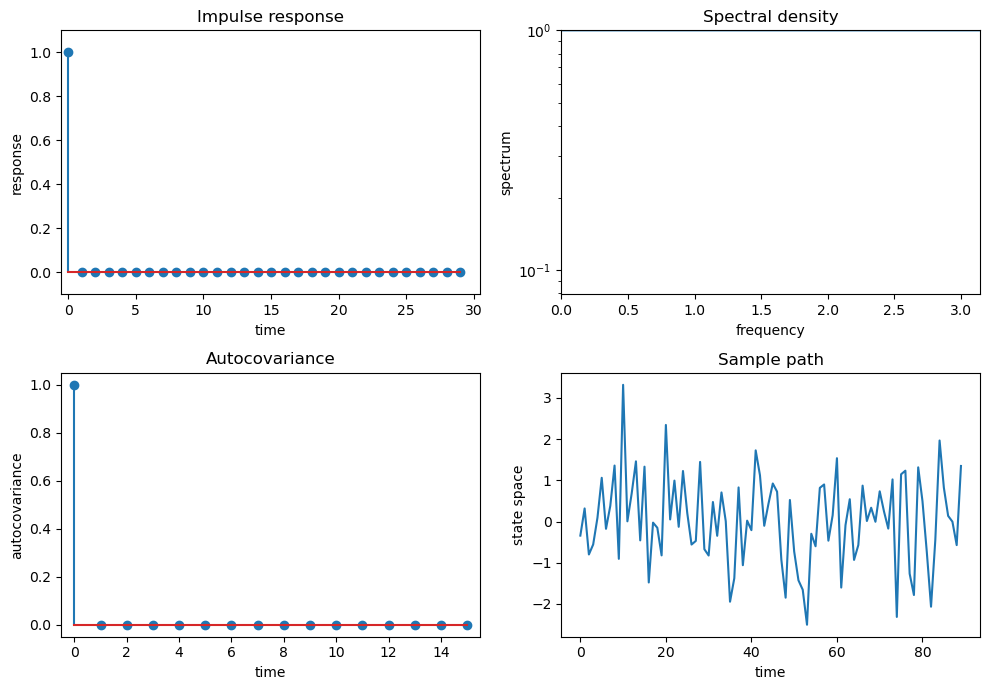 Impulse response
1.0
0.8
0.6
0.4
0.2
0.0
response
0 5 10 15 20 25 30
time
Spectral density
10⁰
10⁻¹
spectrum
0.0 0.5 1.0 1.5 2.0 2.5 3.0
frequency
Autocovariance
1.0
0.8
0.6
0.4
0.2
0.0
autocovariance
0 2 4 6 8 10 12 14
time
Sample path
3
2
1
0
−1
−2
state space
0 20 40 60 80
time